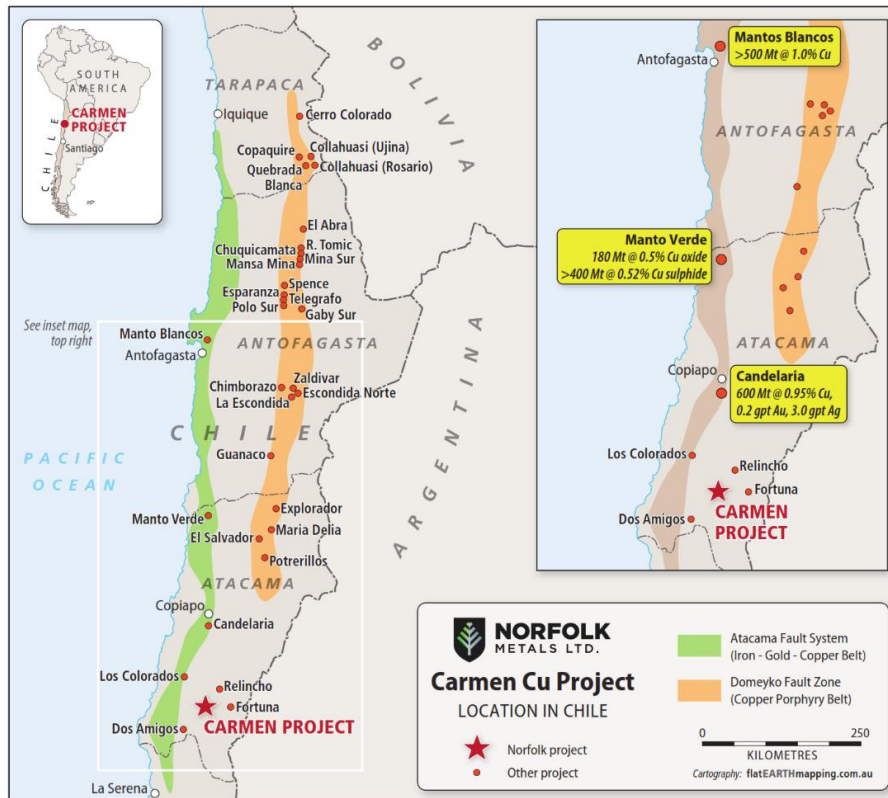 SOUTH
AMERICA
CARMEN
PROJECT
Santiago
CHILE
BOLIVIA
TARAPACA
Iquique
Cerro Colorado
Copaquire
Collahuasi (Ujina)
Quebrada
Blanca
Collahuasi (Rosario)
El Abra
Chuquicamata
R. Tomic
Mansa Mina
Mina Sur
Spence
Esperanza
Telegrafo
Polo Sur
Gaby Sur
See inset map,
top right
Manto Blancos
Antofagasta
ANTOFAGASTA
Chimborazo
Zaldivar
La Escondida
Escondida Norte
CHILE
Guanaco
PACIFIC
OCEAN
ARGENTINA
Explorador
Manto Verde
Maria Delia
El Salvador
Potrerillos
ATACAMA
Copiapo
Candelaria
Los Colorados
Relincho
Fortuna
CARMEN PROJECT
Dos Amigos
La Serena
Mantos Blancos
>500 Mt @ 1.0% Cu
Antofagasta
ANTOFAGASTA
Manto Verde
180 Mt @ 0.5% Cu oxide
>400 Mt @ 0.52% Cu sulphide
ATACAMA
Copiapo
Candelaria
600 Mt @ 0.95% Cu,
0.2 gpt Au, 3.0 gpt Ag
Los Colorados
Relincho
Fortuna
CARMEN
PROJECT
Dos Amigos
NORFOLK
METALS LTD.
Carmen Cu Project
LOCATION IN CHILE
Norfolk project
Other project
Atacama Fault System
(Iron - Gold - Copper Belt)
Domeyko Fault Zone
(Copper Porphyry Belt)
0 250
KILOMETRES
Cartography: flatEARTHmapping.com.au